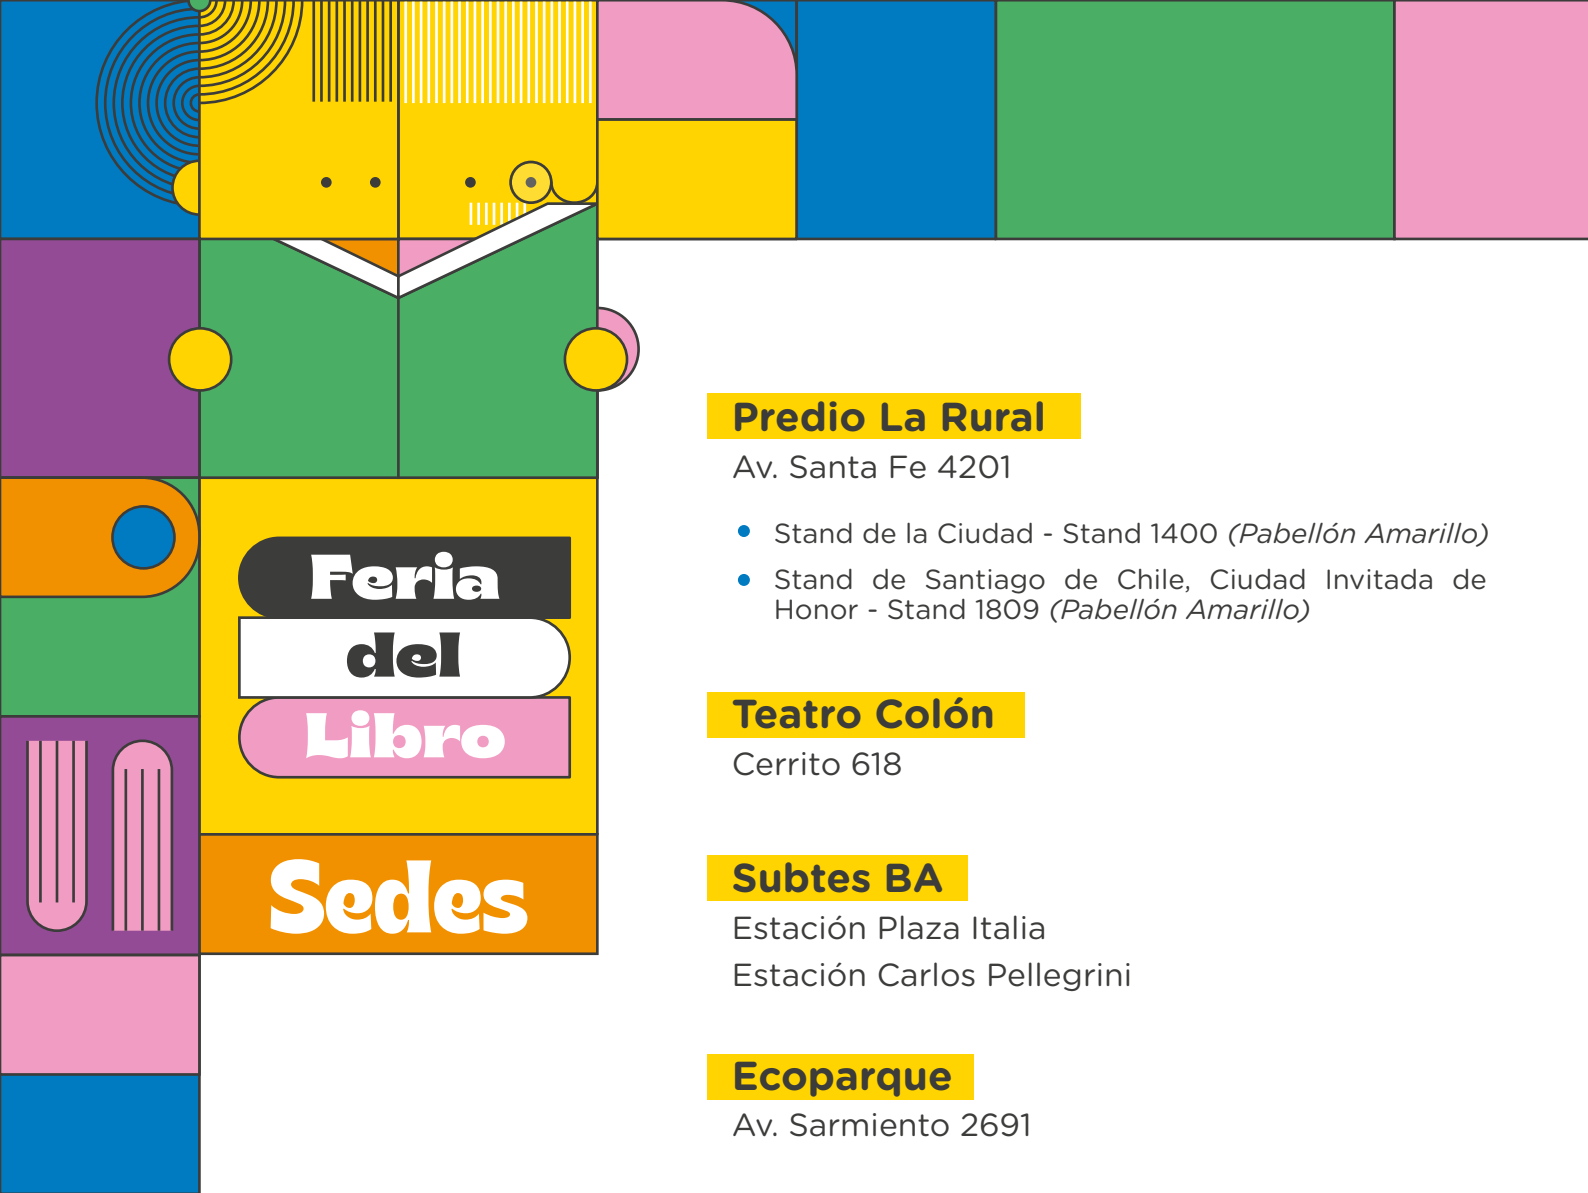 Feria
del
Libro
Sedes
Predio La Rural
Av. Santa Fe 4201
Stand de la Ciudad - Stand 1400 (Pabellón Amarillo)
Stand de Santiago de Chile, Ciudad Invitada de
Honor - Stand 1809 (Pabellón Amarillo)
Teatro Colón
Cerrito 618
Subtes BA
Estación Plaza Italia
Estación Carlos Pellegrini
Ecoparque
Av. Sarmiento 2691